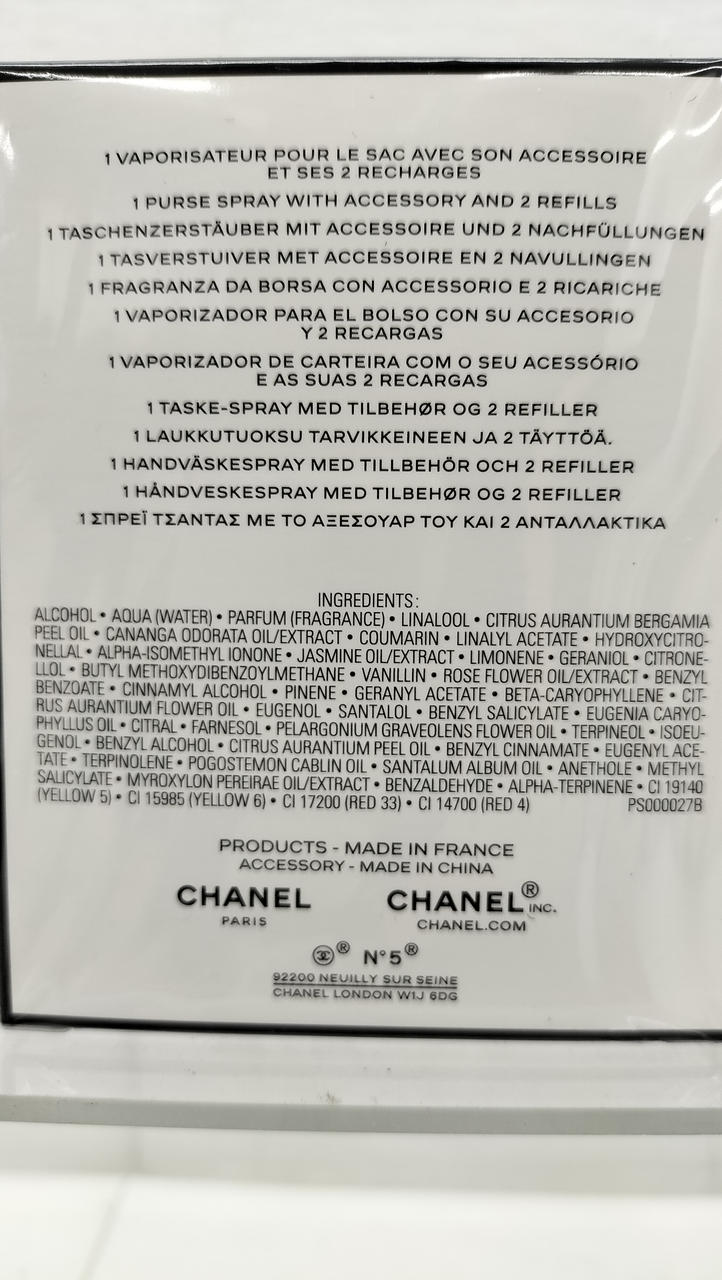 1 VAPORISATEUR POUR LE SAC AVEC SON ACCESSOIRE
ET SES 2 RECHARGES
1 PURSE SPRAY WITH ACCESSORY AND 2 REFILLS
1 TASCHENZERSTÄUBER MIT ACCESSOIRE UND 2 NACHFÜLLUNGEN
1 TASVERSTUIVER MET ACCESSOIRE EN 2 NAVULLINGEN
1 FRAGRANZA DA BORSA CON ACCESSORIO E 2 RICARICHE
1 VAPORIZADOR PARA EL BOLSO CON SU ACCESORIO
Y 2 RECARGAS
1 VAPORIZADOR DE CARTEIRA COM O SEU ACESSÓRIO
E AS SUAS 2 RECARGAS
1 TASKE-SPRAY MED TILBEHØR OG 2 REFILLER
1 LAUKKUTUOKSU TARVIKKEINEEN JA 2 TÄYTTÖÄ.
1 HANDVÄSKESPRAY MED TILLBEHÖR OCH 2 REFILLER
1 HÅNDVESKESPRAY MED TILBEHØR OG 2 REFILLER
1 ΣΠΡΕΪ ΤΣΑΝΤΑΣ ΜΕ ΤΟ ΑΞΕΣΟΥΑΡ ΤΟΥ ΚΑΙ 2 ΑΝΤΑΛΛΑΚΤΙΚΑ
INGREDIENTS:
ALCOHOL • AQUA (WATER) • PARFUM (FRAGRANCE) • LINALOOL • CITRUS AURANTIUM BERGAMIA
PEEL OIL • CANANGA ODORATA OIL/EXTRACT • COUMARIN • LINALYL ACETATE • HYDROXYCITRO-
NELLAL • ALPHA-ISOMETHYL IONONE • JASMINE OIL/EXTRACT • LIMONENE • GERANIOL • CITRONE-
LLOL • BUTYL METHOXYDIBENZOYLMETHANE • VANILLIN • ROSE FLOWER OIL/EXTRACT • BENZYL
BENZOATE • CINNAMYL ALCOHOL • PINENE • GERANYL ACETATE • BETA-CARYOPHYLLENE • CIT-
RUS AURANTIUM FLOWER OIL • EUGENOL • SANTALOL • BENZYL SALICYLATE • EUGENIA CARYO-
PHYLLUS OIL • CITRAL • FARNESOL • PELARGONIUM GRAVEOLENS FLOWER OIL • TERPINEOL • ISOEU-
GENOL • BENZYL ALCOHOL • CITRUS AURANTIUM PEEL OIL • BENZYL CINNAMATE • EUGENYL ACE-
TATE • TERPINOLENE • POGOSTEMON CABLIN OIL • SANTALUM ALBUM OIL • ANETHOLE • METHYL
SALICYLATE • MYROXYLON PEREIRAE OIL/EXTRACT • BENZALDEHYDE • ALPHA-TERPINENE • CI 19140
(YELLOW 5) • CI 15985 (YELLOW 6) • CI 17200 (RED 33) • CI 14700 (RED 4) PS000027B
PRODUCTS - MADE IN FRANCE
ACCESSORY - MADE IN CHINA
CHANEL CHANEL® INC.
PARIS CHANEL.COM
® N°5®
92200 NEUILLY SUR SEINE
CHANEL LONDON W1J 6DG